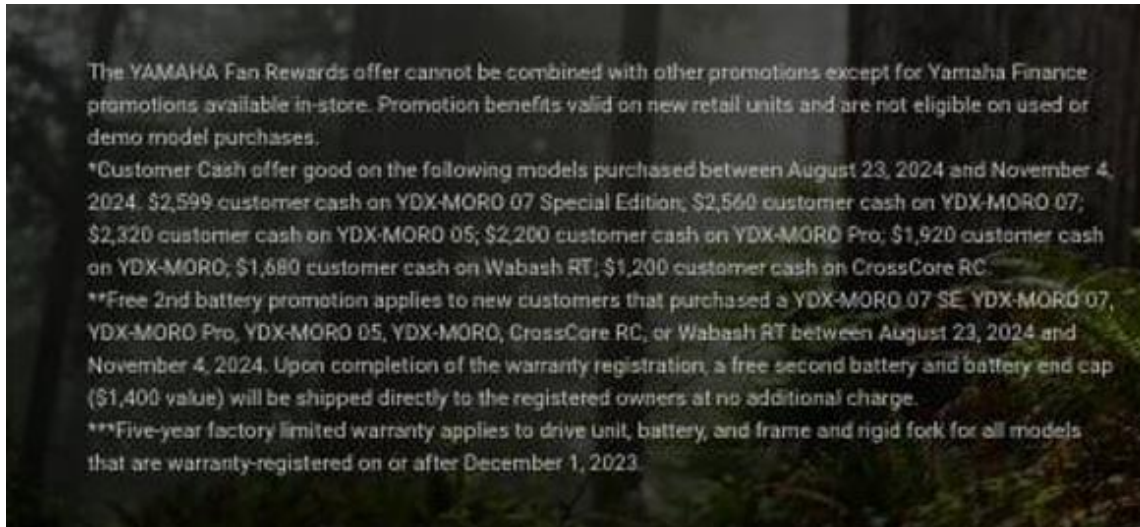 The YAMAHA Fan Rewards offer cannot be combined with other promotions except for Yamaha Finance
promotions available in-store. Promotion benefits valid on new retail units and are not eligible on used or
demo model purchases.
*Customer Cash offer good on the following models purchased between August 23, 2024 and November 4,
2024. $2,599 customer cash on YDX-MORO 07 Special Edition; $2,560 customer cash on YDX-MORO 07;
$2,320 customer cash on YDX-MORO 05; $2,200 customer cash on YDX-MORO Pro; $1,920 customer cash
on YDX-MORO; $1,680 customer cash on Wabash RT; $1,200 customer cash on CrossCore RC.
**Free 2nd battery promotion applies to new customers that purchased a YDX-MORO 07 SE, YDX-MORO 07,
YDX-MORO Pro, YDX-MORO 05, YDX-MORO, CrossCore RC, or Wabash RT between August 23, 2024 and
November 4, 2024. Upon completion of the warranty registration, a free second battery and battery end cap
($1,400 value) will be shipped directly to the registered owners at no additional charge.
***Five-year factory limited warranty applies to drive unit, battery, and frame and rigid fork for all models
that are warranty-registered on or after December 1, 2023.